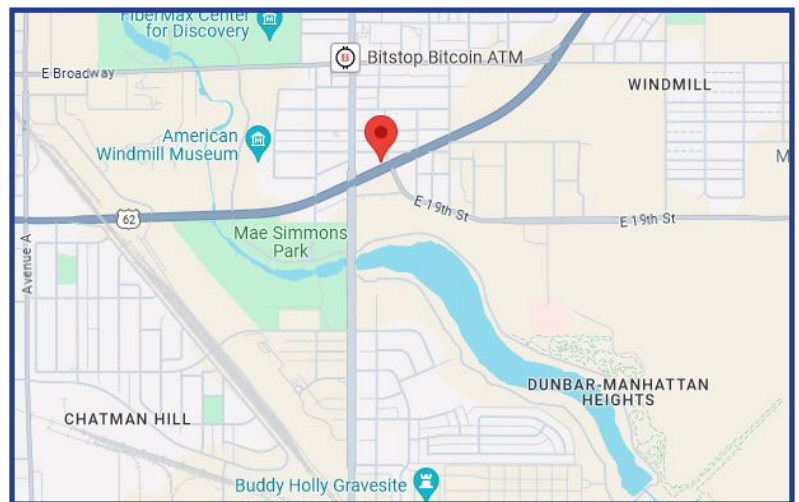 FiberMax Center
for Discovery
Bitstop Bitcoin ATM
E Broadway
WINDMILL
American
Windmill Museum
M
E 19th St
E 19th St
62
Mae Simmons
Park
Avenue A
DUNBAR-MANHATTAN
HEIGHTS
CHATMAN HILL
Buddy Holly Gravesite